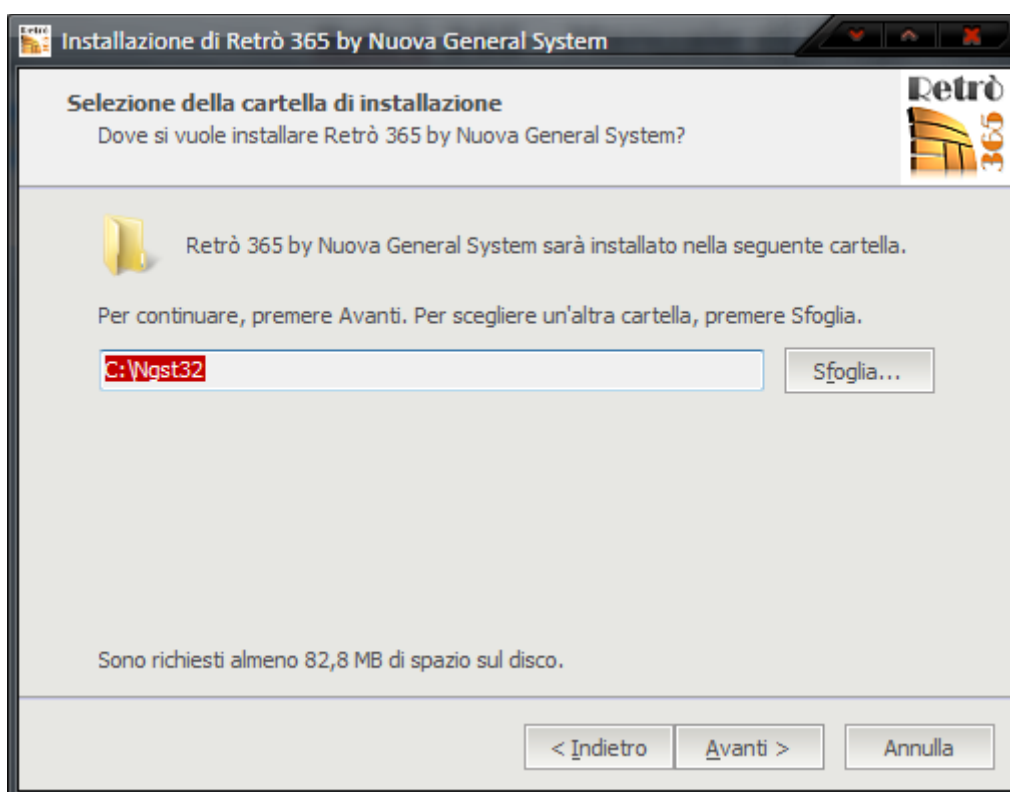 Installazione di Retrò 365 by Nuova General System
Selezione della cartella di installazione
Dove si vuole installare Retrò 365 by Nuova General System?
Retrò
365
Retrò 365 by Nuova General System sarà installato nella seguente cartella.
Per continuare, premere Avanti. Per scegliere un'altra cartella, premere Sfoglia.
C:\Ngst32
Sfoglia...
Sono richiesti almeno 82,8 MB di spazio sul disco.
< Indietro
Avanti >
Annulla